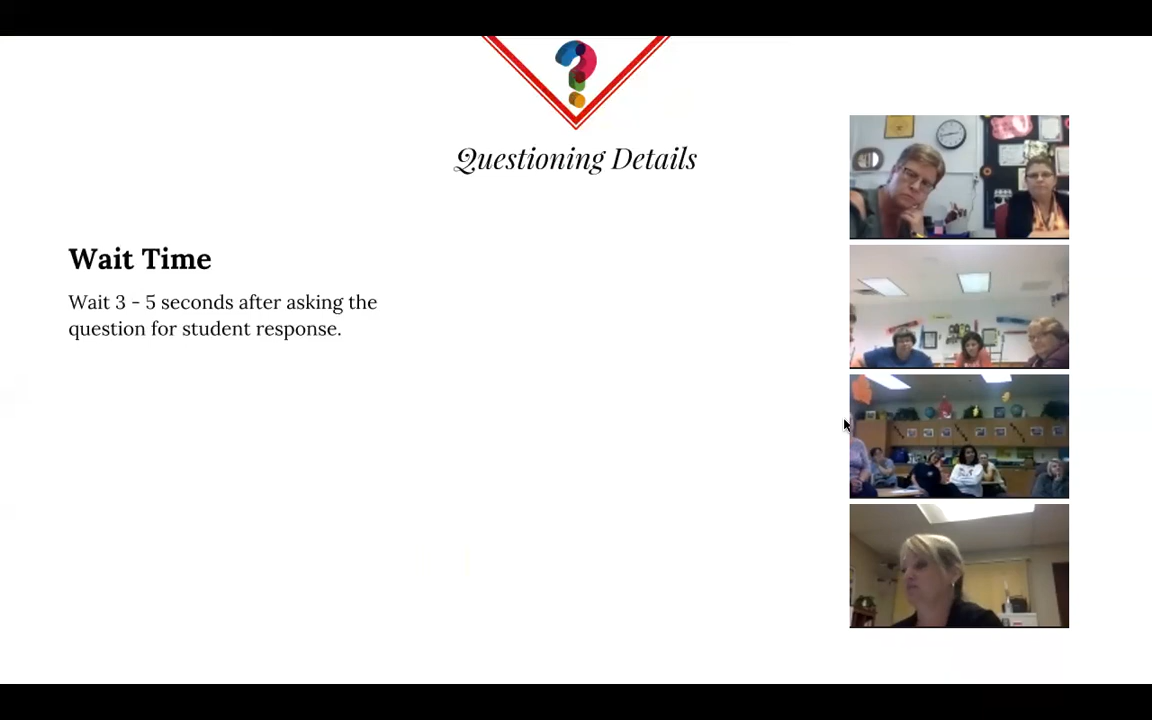 Questioning Details
Wait Time
Wait 3 - 5 seconds after asking the
question for student response.